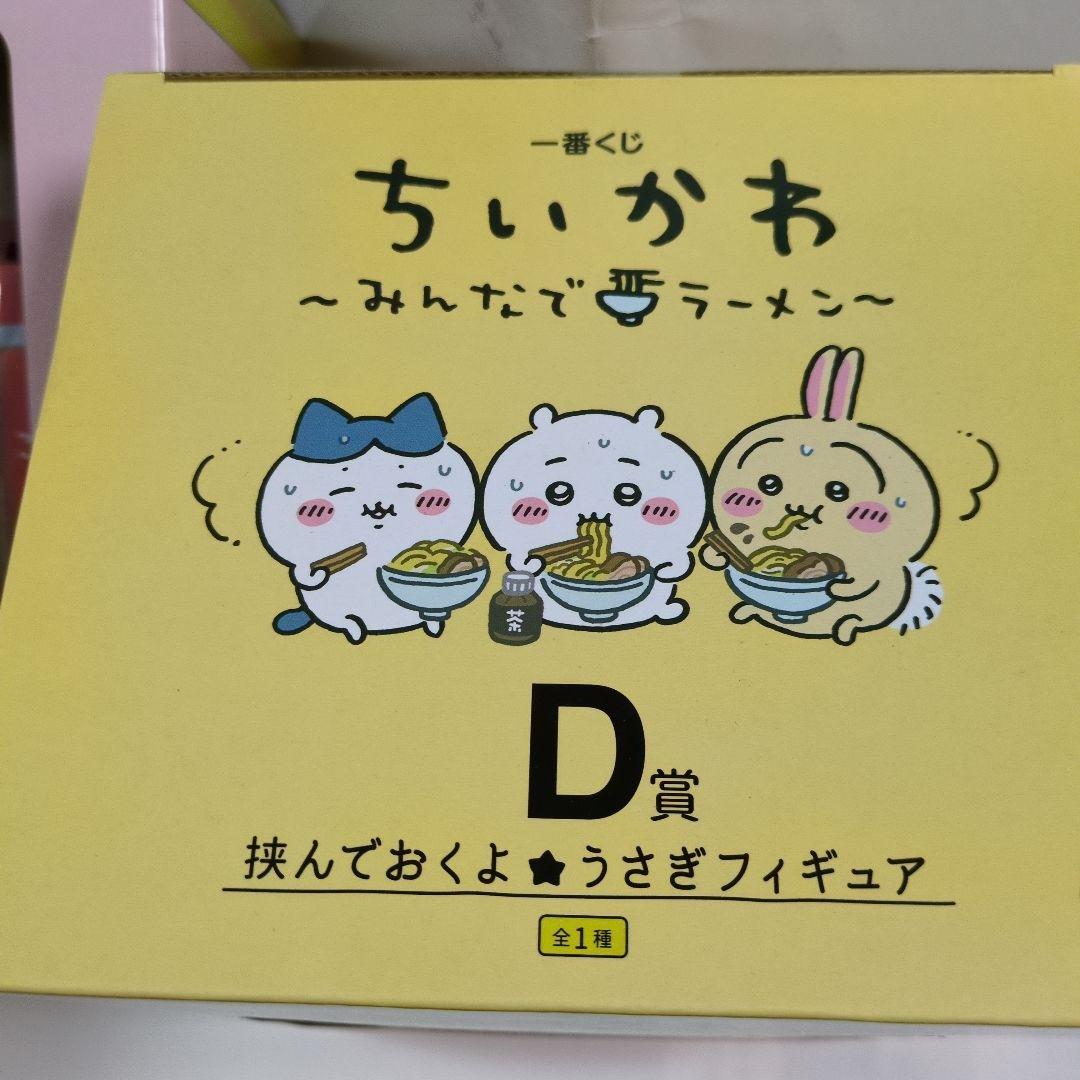 一番くじ
ちいかわ
～みんなでラーメン～
茶
D賞
挟んでおくよ★うさぎフィギュア
全1種